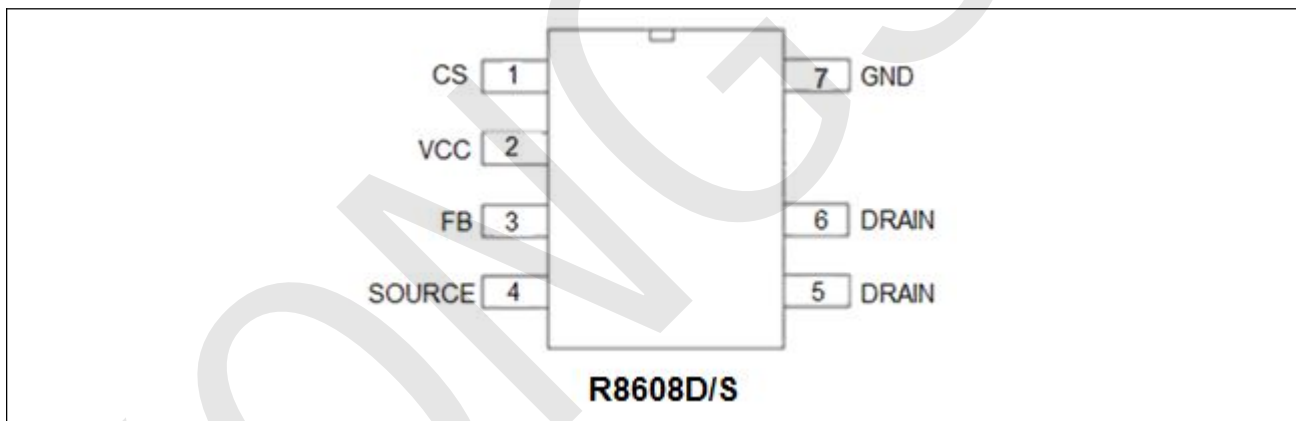 CS 1 7 GND
VCC 2
FB 3 6 DRAIN
SOURCE 4 5 DRAIN
R8608D/S